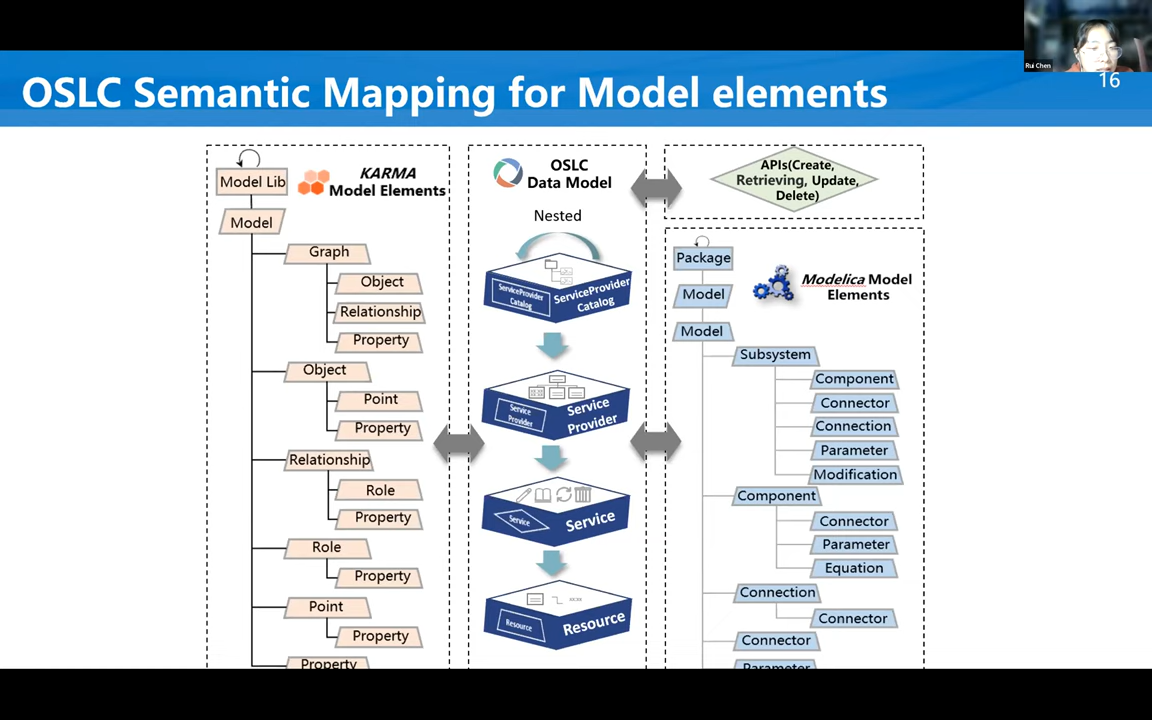 Rui Chen
16
OSLC Semantic Mapping for Model elements
Model Lib
KARMA
Model Elements
Model
Graph
Object
Relationship
Property
Object
Point
Property
Relationship
Role
Property
Role
Property
Point
Property
Property
OSLC
Data Model
Nested
ServiceProvider
Catalog
ServiceProvider
Catalog
Service
Provider
Service
Provider
Service
Service
Resource
Resource
APIs(Create,
Retrieving, Update,
Delete)
Package
Modelica Model
Elements
Model
Model
Subsystem
Component
Connector
Connection
Parameter
Modification
Component
Connector
Parameter
Equation
Connection
Connector
Connector
Parameter